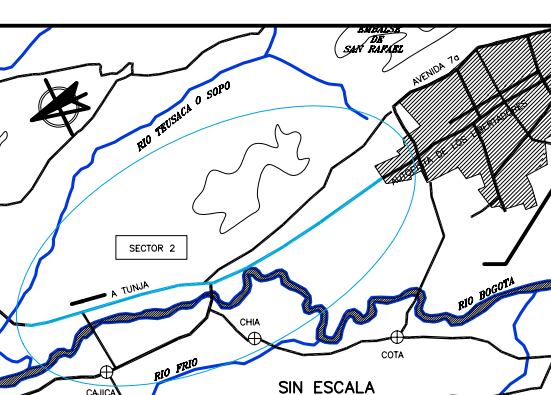 EMBALSE
DE
SAN RAFAEL
AVENIDA 7a
RIO TEUSACA O SOPO
AUTOPISTA DE LOS LIBERTADORES
SECTOR 2
A TUNJA
RIO BOGOTA
CHIA
COTA
RIO FRIO
CAJICA
SIN ESCALA